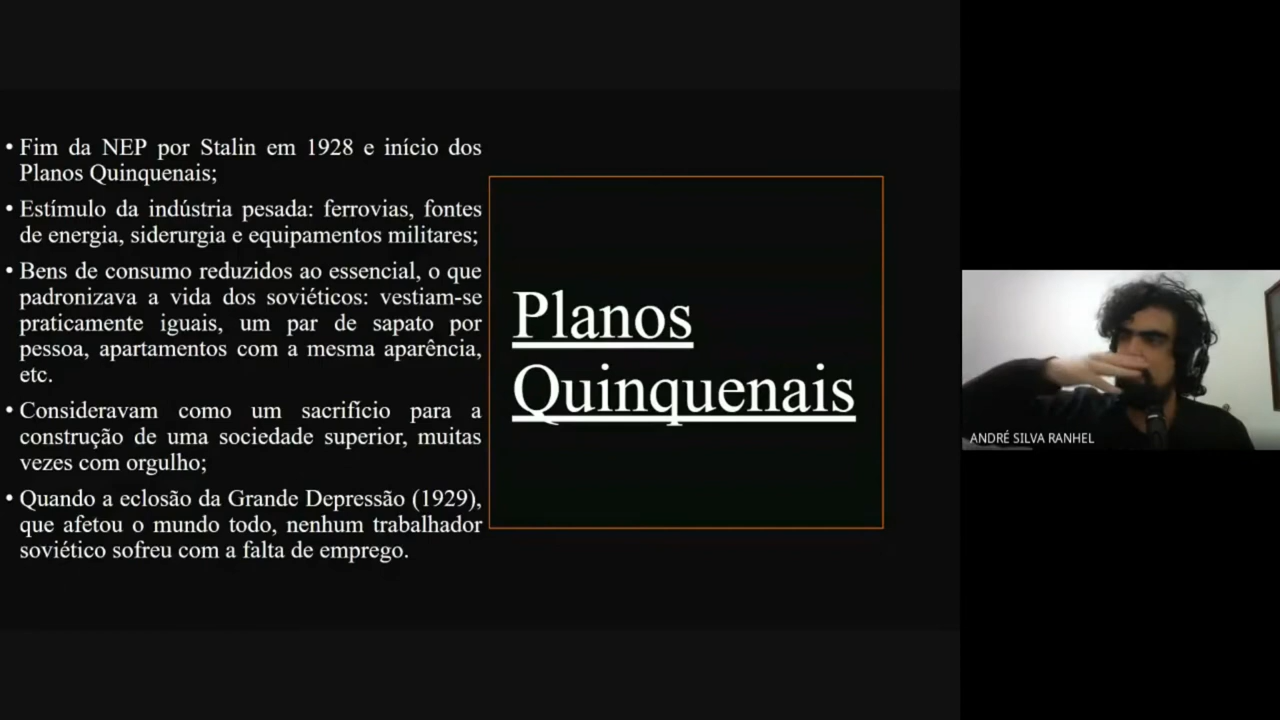 • Fim da NEP por Stalin em 1928 e início dos
Planos Quinquenais;
• Estímulo da indústria pesada: ferrovias, fontes
de energia, siderurgia e equipamentos militares;
• Bens de consumo reduzidos ao essencial, o que
padronizava a vida dos soviéticos: vestiam-se
praticamente iguais, um par de sapato por
pessoa, apartamentos com a mesma aparência,
etc.
• Consideravam como um sacrifício para a
construção de uma sociedade superior, muitas
vezes com orgulho;
• Quando a eclosão da Grande Depressão (1929),
que afetou o mundo todo, nenhum trabalhador
soviético sofreu com a falta de emprego.
Planos
Quinquenais
ANDRÉ SILVA RANHEL